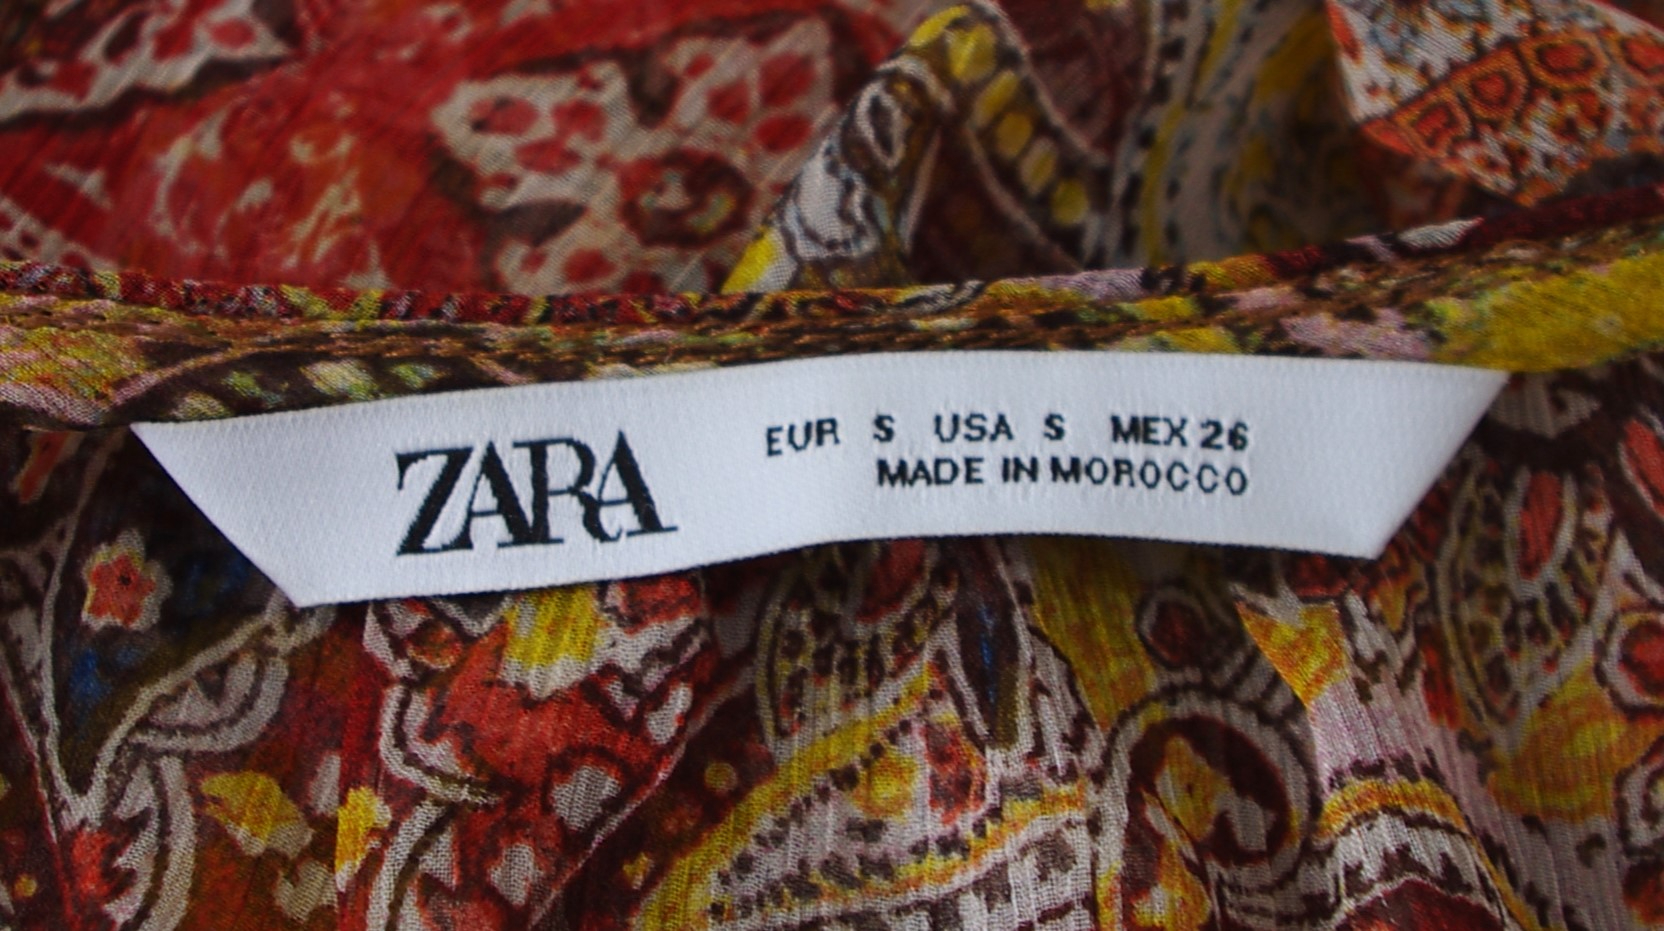 ZARA
EUR S USA S MEX 26
MADE IN MOROCCO